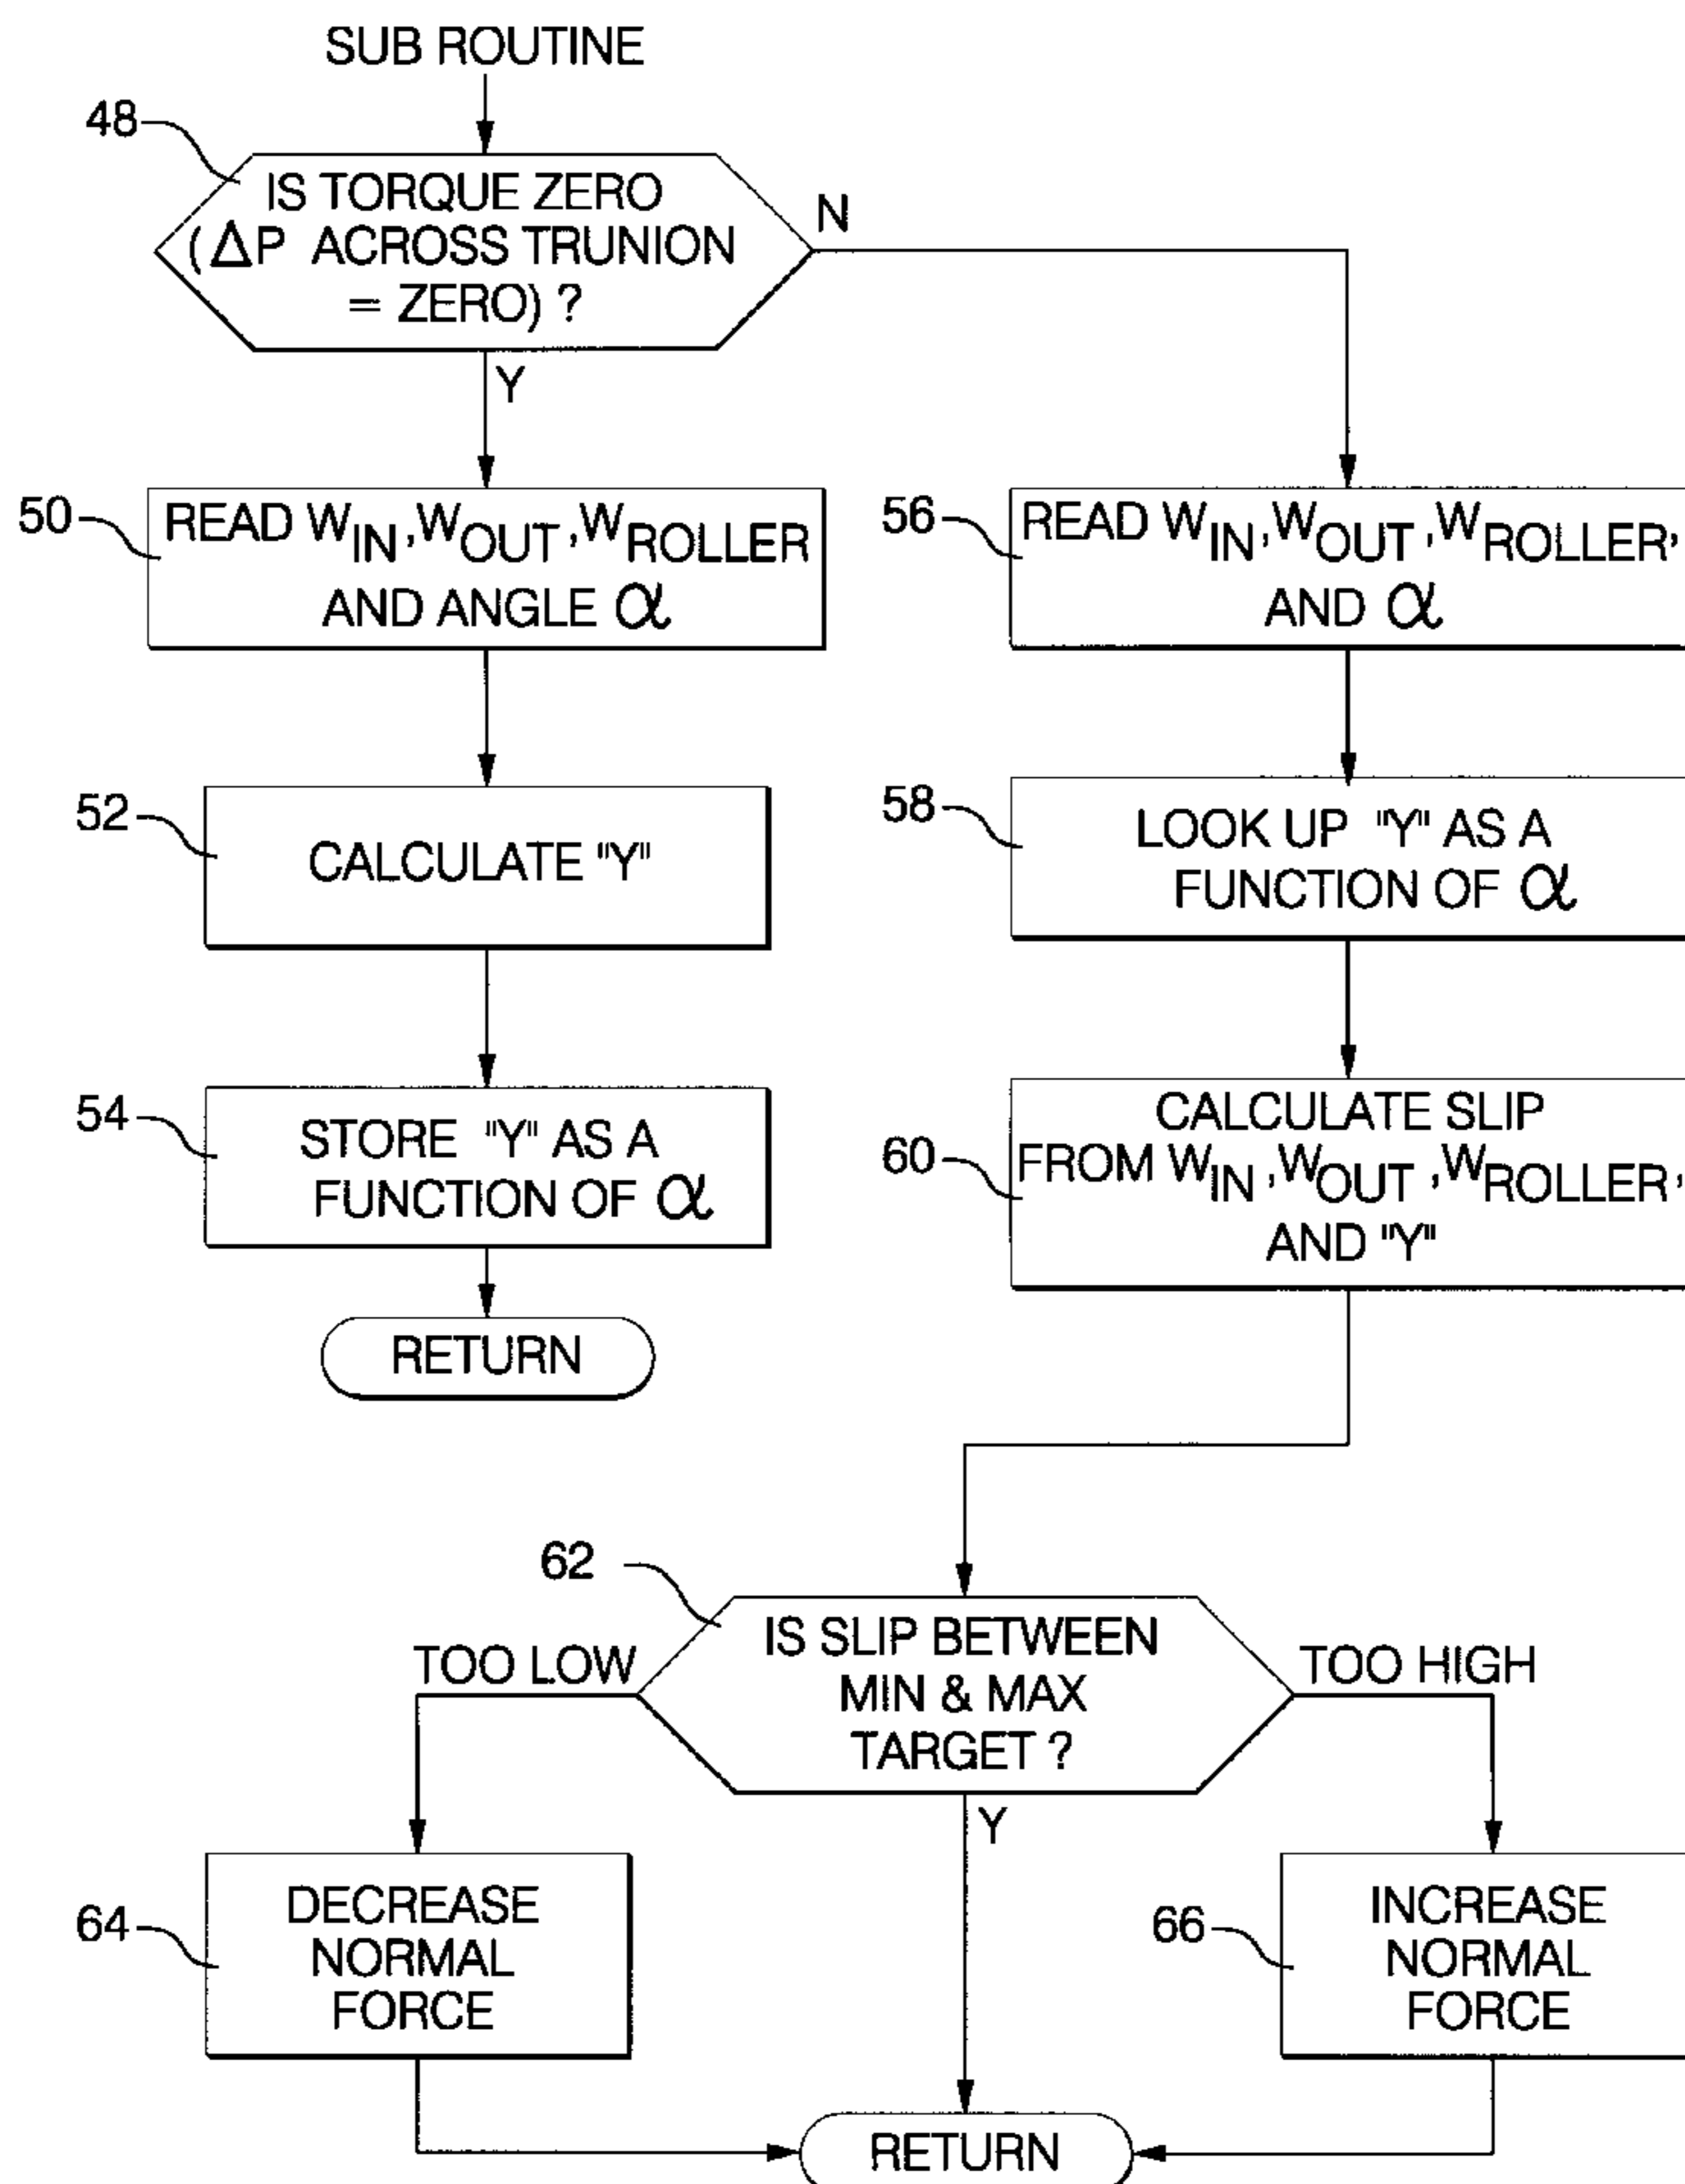 SUB ROUTINE
48
IS TORQUE ZERO
(ΔP ACROSS TRUNION
= ZERO) ?
N
Y
50
READ WIN,WOUT,WROLLER
AND ANGLE α
52
CALCULATE "Y"
54
STORE "Y" AS A
FUNCTION OF α
RETURN
56
READ WIN,WOUT,WROLLER,
AND α
58
LOOK UP "Y" AS A
FUNCTION OF α
60
CALCULATE SLIP
FROM WIN,WOUT,WROLLER,
AND "Y"
62
IS SLIP BETWEEN
MIN & MAX
TARGET ?
TOO LOW
TOO HIGH
Y
64
DECREASE
NORMAL
FORCE
66
INCREASE
NORMAL
FORCE
RETURN